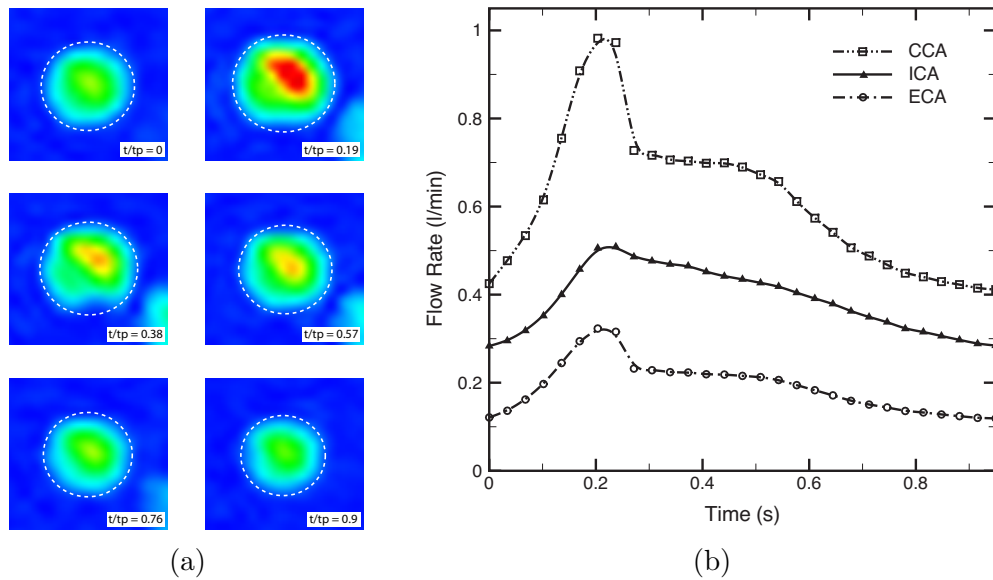 t/tp = 0
t/tp = 0.19
t/tp = 0.38
t/tp = 0.57
t/tp = 0.76
t/tp = 0.9
(a)
Flow Rate (l/min)
1
0.8
0.6
0.4
0.2
0
0
0.2
0.4
0.6
0.8
Time (s)
CCA
ICA
ECA
(b)